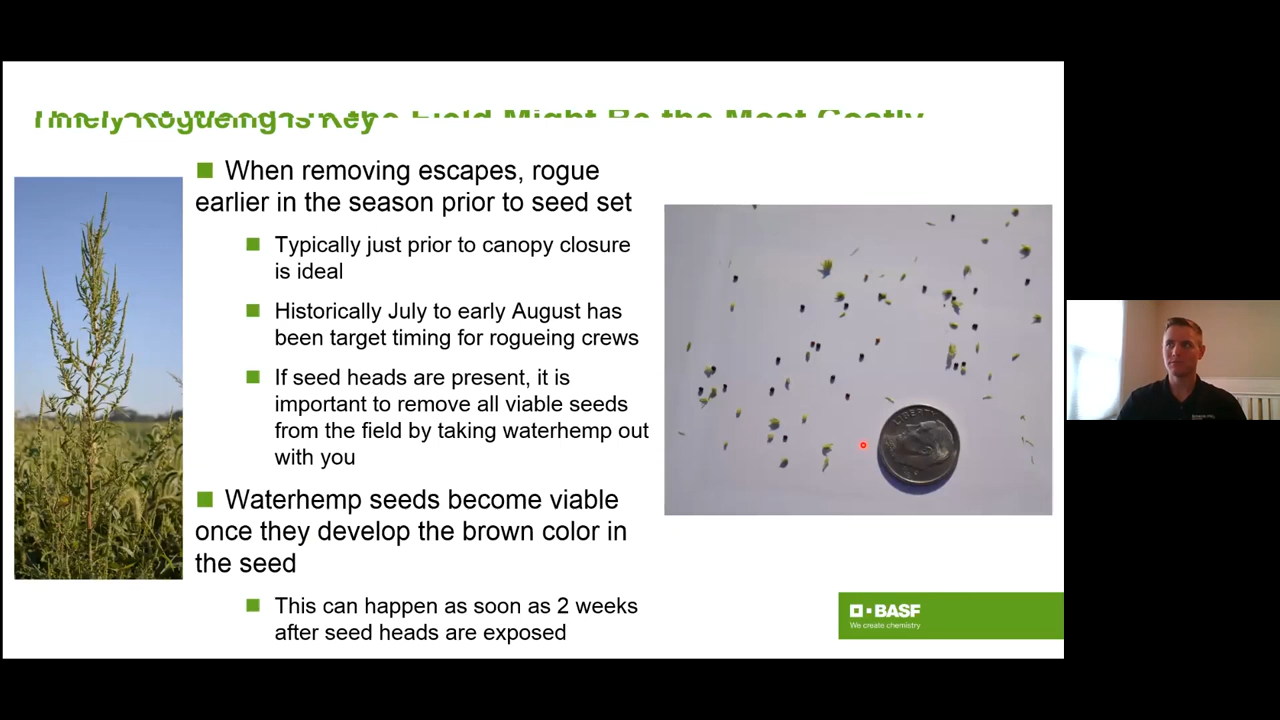 Timely Rogueing is Key
When removing escapes, rogue
earlier in the season prior to seed set
Typically just prior to canopy closure
is ideal
Historically July to early August has
been target timing for rogueing crews
If seed heads are present, it is
important to remove all viable seeds
from the field by taking waterhemp out
with you
Waterhemp seeds become viable
once they develop the brown color in
the seed
This can happen as soon as 2 weeks
after seed heads are exposed
LIBERTY
BASF
We create chemistry